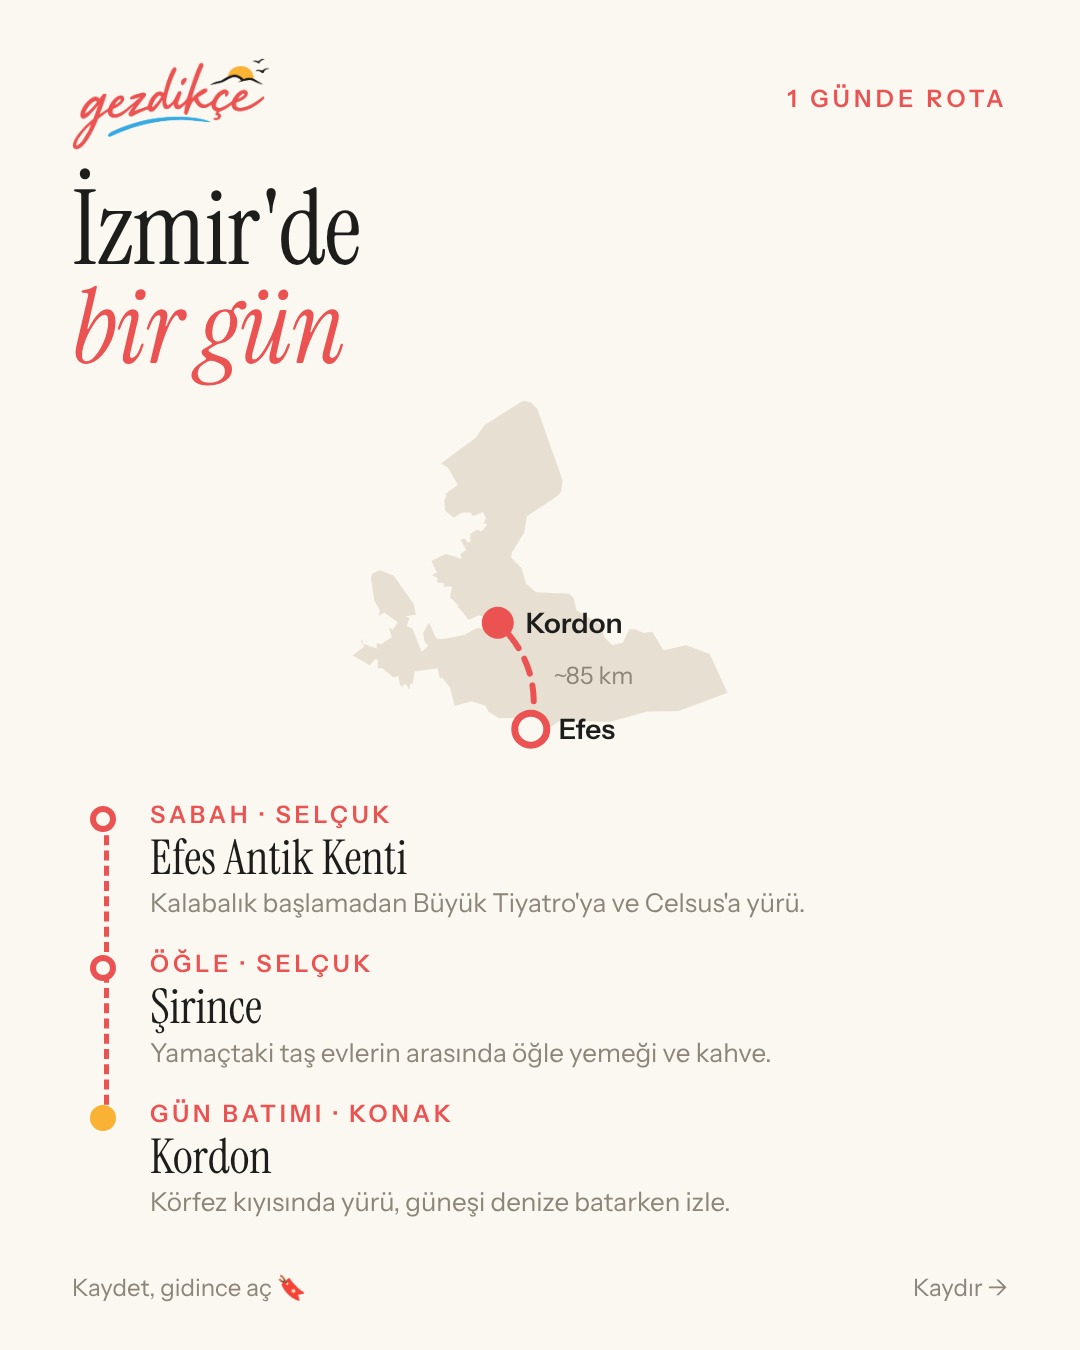 gezdikçe
1 GÜNDE ROTA
İzmir'de
bir gün
Kordon
~85 km
Efes
SABAH · SELÇUK
Efes Antik Kenti
Kalabalık başlamadan Büyük Tiyatro'ya ve Celsus'a yürü.
ÖĞLE · SELÇUK
Şirince
Yamaçtaki taş evlerin arasında öğle yemeği ve kahve.
GÜN BATIMI · KONAK
Kordon
Körfez kıyısında yürü, güneşi denize batarken izle.
Kaydet, gidince aç 🔖
Kaydır →